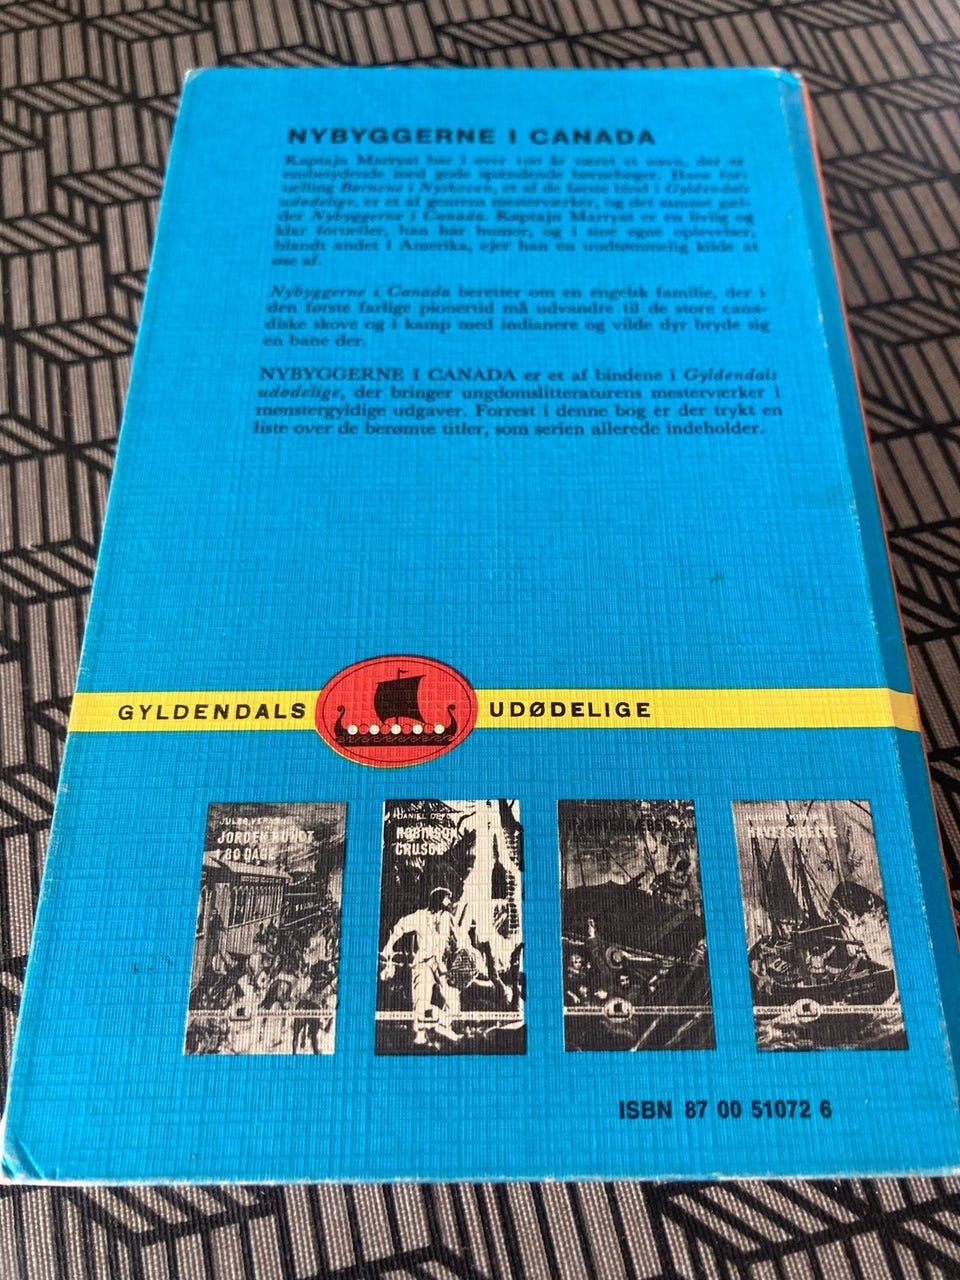 NYBYGGERNE I CANADA
Kaptajn Marryat har i over 100 år været et navn, der er
ensbetydende med gode spændende børnebøger. Hans for-
tælling Børnene i Nyskoven, et af de første bind i Gyldendals
udødelige, er et af genrens mesterværker, og det samme gæl-
der Nybyggerne i Canada. Kaptajn Marryat er en livlig og
klar fortæller, han har humor, og i sine egne oplevelser,
blandt andet i Amerika, ejer han en uudtømmelig kilde at
øse af.
Nybyggerne i Canada beretter om en engelsk familie, der i
den første farlige pionertid må udvandre til de store cana-
diske skove og i kamp med indianere og vilde dyr bryde sig
en bane der.
NYBYGGERNE I CANADA er et af bindene i Gyldendals
udødelige, der bringer ungdomslitteraturens mesterværker i
mønstergyldige udgaver. Forrest i denne bog er der trykt en
liste over de berømte titler, som serien allerede indeholder.
GYLDENDALS UDØDELIGE
JULES VERNE
JORDEN RUNDT
80 DAGE
DANIEL DEFOE
ROBINSON
CRUSOE
HAVETS HELTE
ISBN 87 00 51072 6